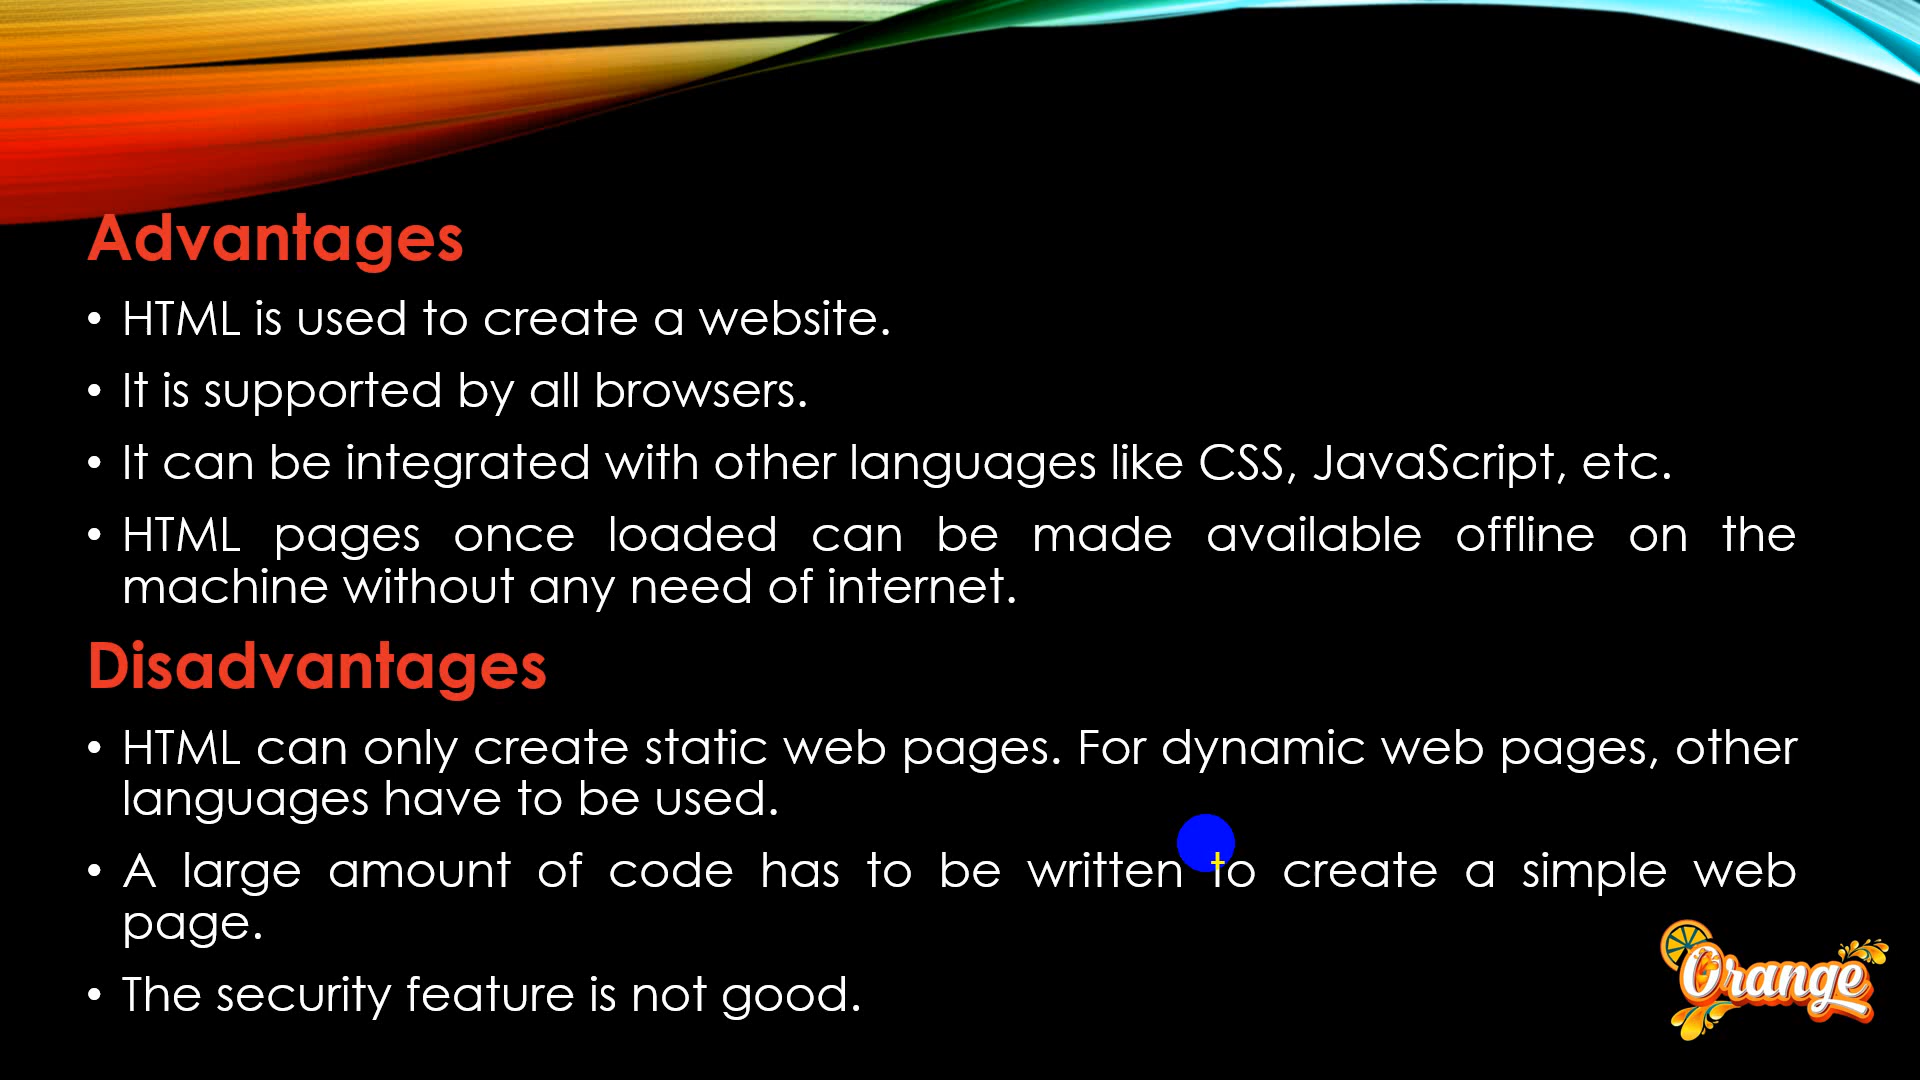 Advantages
• HTML is used to create a website.
• It is supported by all browsers.
• It can be integrated with other languages like CSS, JavaScript, etc.
• HTML pages once loaded can be made available offline on the
machine without any need of internet.
Disadvantages
• HTML can only create static web pages. For dynamic web pages, other
languages have to be used.
• A large amount of code has to be written to create a simple web
page.
• The security feature is not good.
Orange